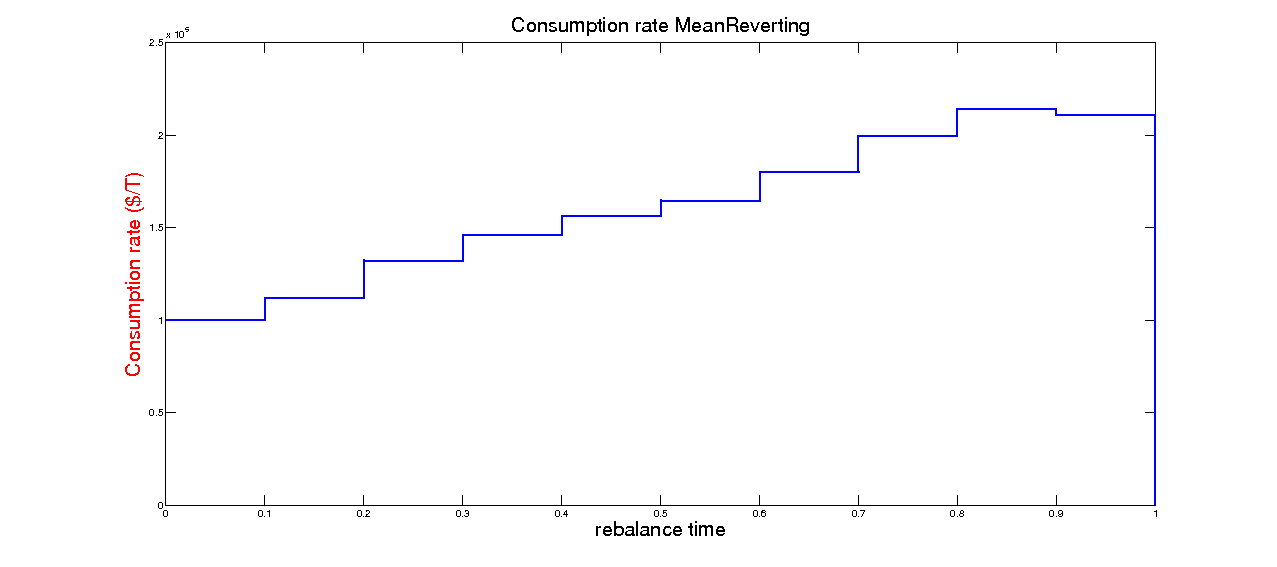 Consumption rate MeanReverting
x 10^5
2.5
2
1.5
1
0.5
0
Consumption rate ($/T)
0 0.1 0.2 0.3 0.4 0.5 0.6 0.7 0.8 0.9 1
rebalance time